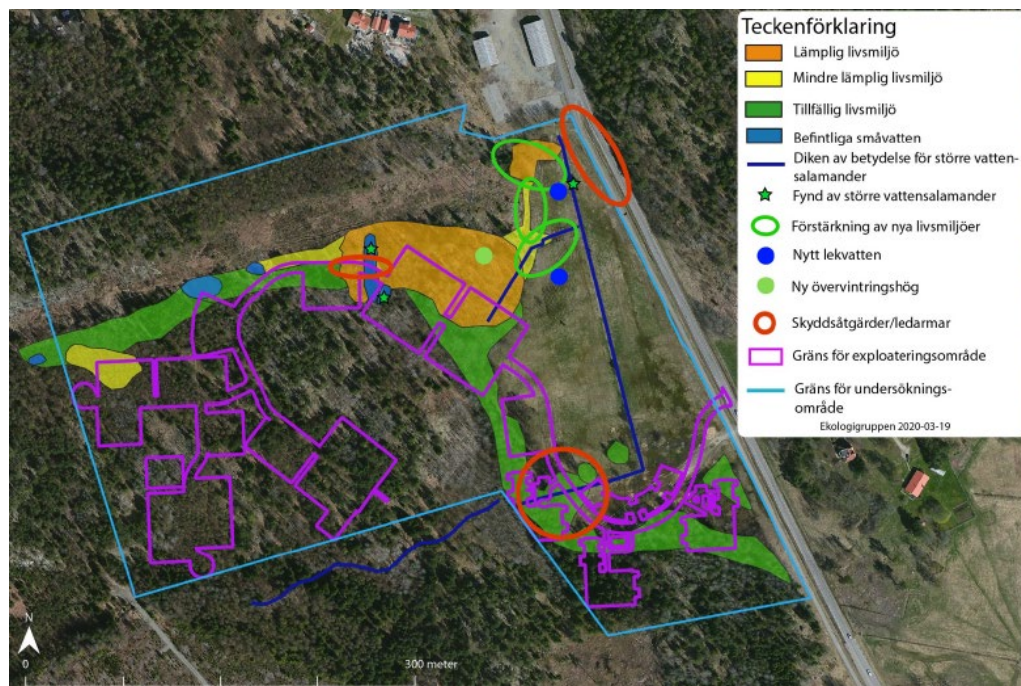 Teckenförklaring
Lämplig livsmiljö
Mindre lämplig livsmiljö
Tillfällig livsmiljö
Befintliga småvatten
Diken av betydelse för större vatten-
salamander
Fynd av större vattensalamander
Förstärkning av nya livsmiljöer
Nytt lekvatten
Ny övervintringshög
Skyddsåtgärder/ledarmar
Gräns för exploateringsområde
Gräns för undersöknings-
område
Ekologigruppen 2020-03-19
N
0
300 meter